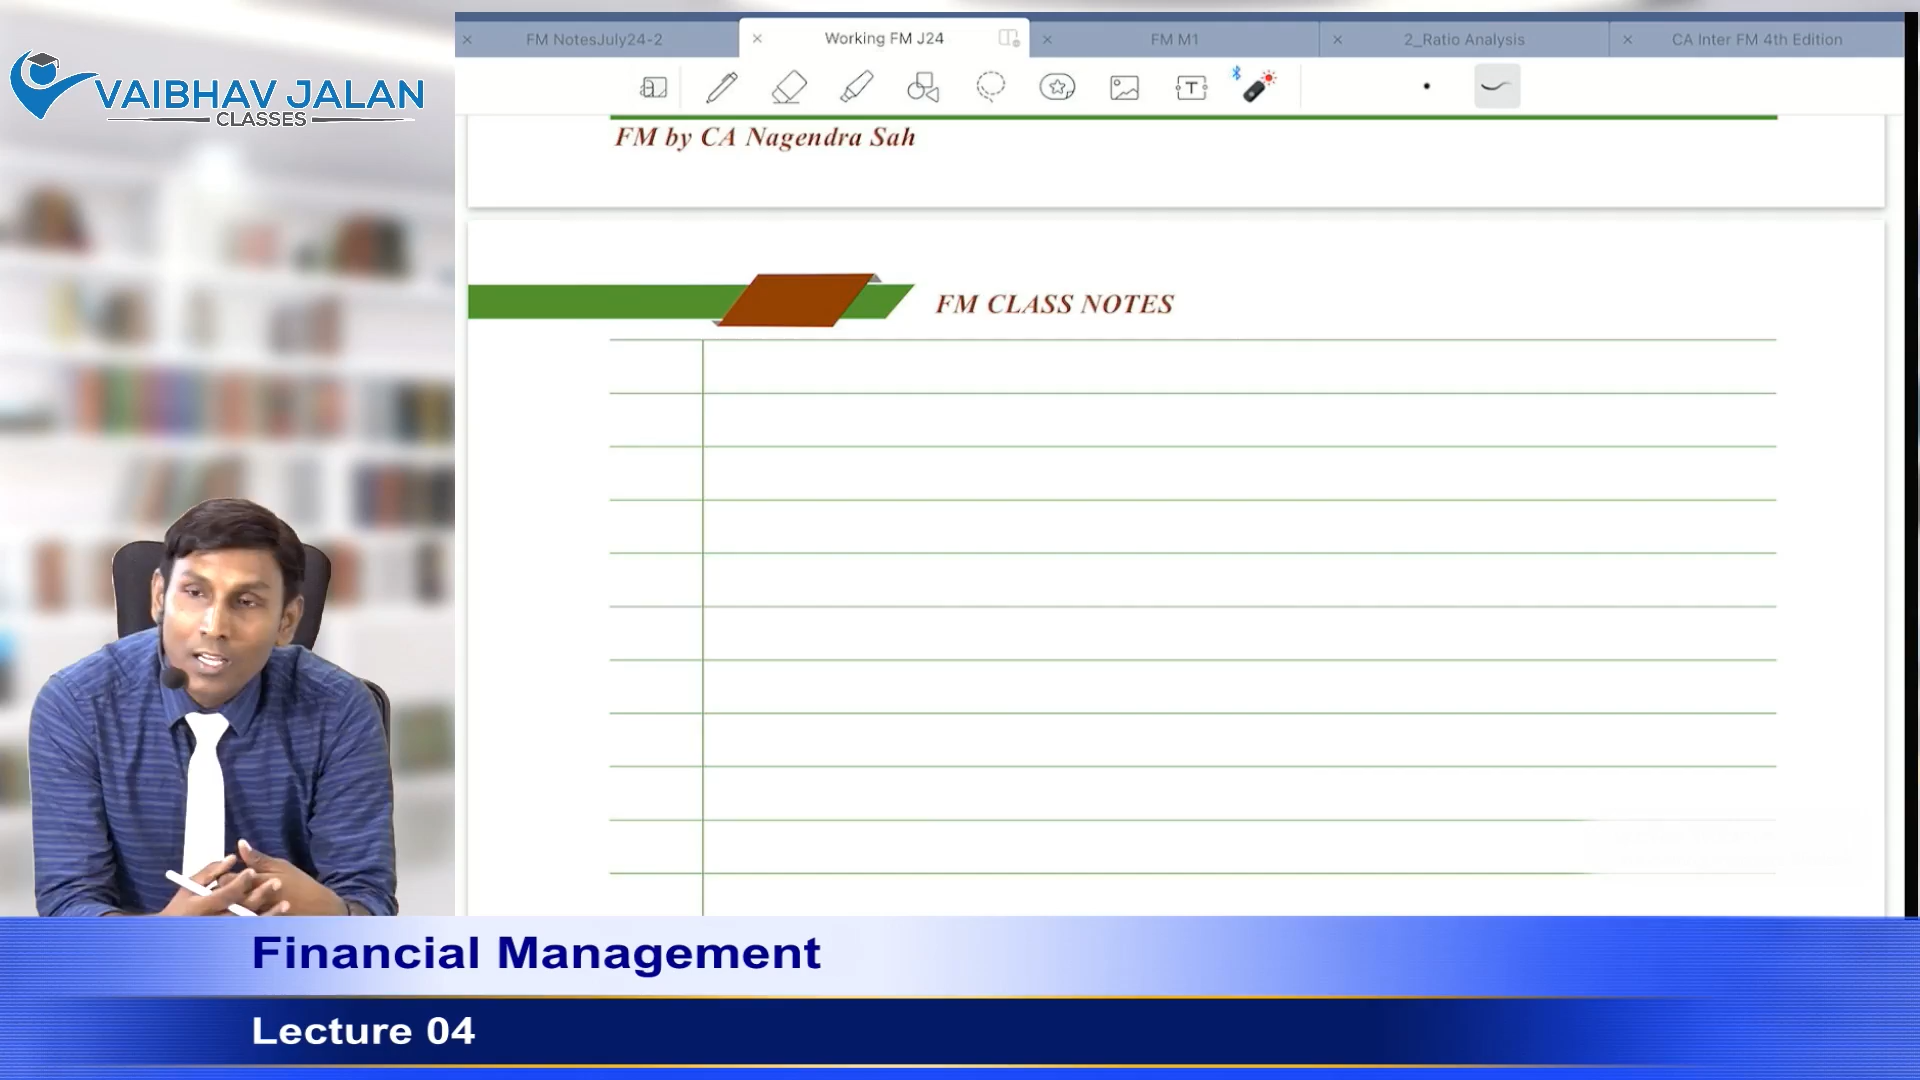 VAIBHAV JALAN
CLASSES
FM NotesJuly24-2
Working FM J24
FM M1
2_Ratio Analysis
CA Inter FM 4th Edition
FM by CA Nagendra Sah
FM CLASS NOTES
Financial Management
Lecture 04